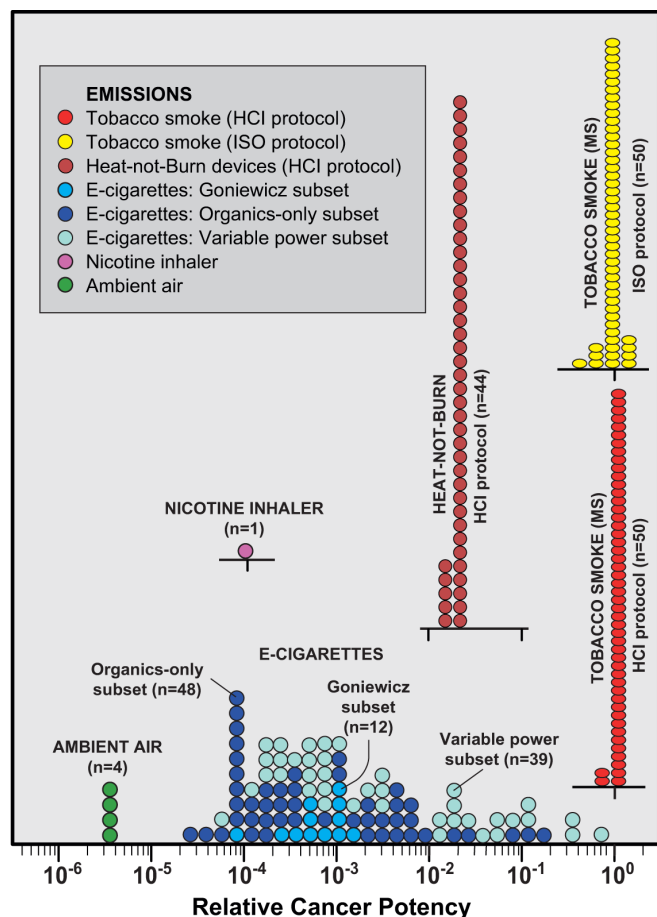 EMISSIONS
Tobacco smoke (HCI protocol)
Tobacco smoke (ISO protocol)
Heat-not-Burn devices (HCI protocol)
E-cigarettes: Goniewicz subset
E-cigarettes: Organics-only subset
E-cigarettes: Variable power subset
Nicotine inhaler
Ambient air
TOBACCO SMOKE (MS)
ISO protocol (n=50)
HEAT-NOT-BURN
HCI protocol (n=44)
TOBACCO SMOKE (MS)
HCI protocol (n=50)
NICOTINE INHALER
(n=1)
E-CIGARETTES
Organics-only
subset (n=48)
Goniewicz
subset
(n=12)
Variable power
subset (n=39)
AMBIENT AIR
(n=4)
10⁻⁶ 10⁻⁵ 10⁻⁴ 10⁻³ 10⁻² 10⁻¹ 10⁰
Relative Cancer Potency